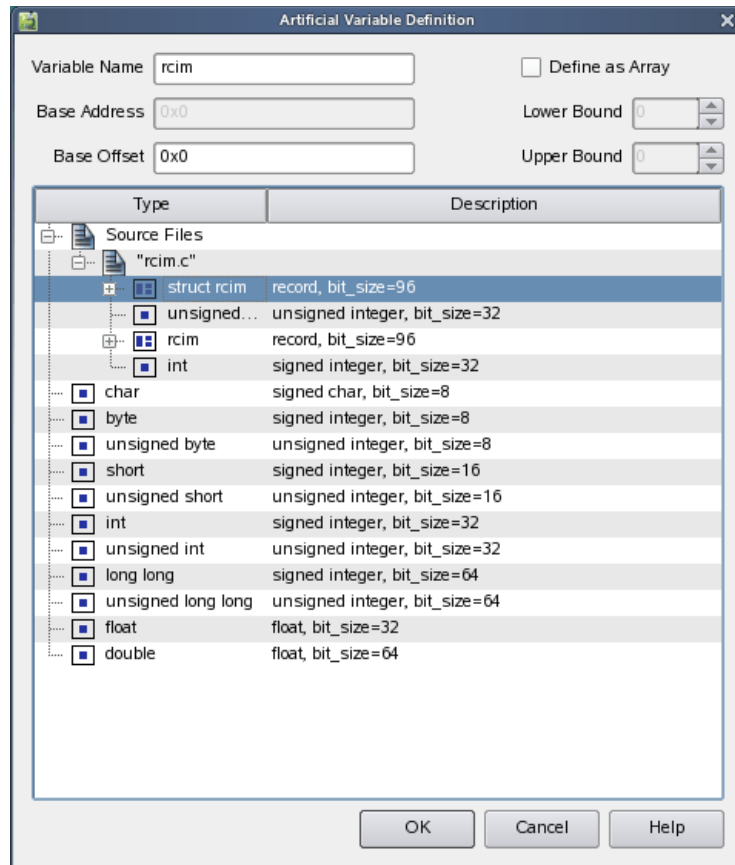 Artificial Variable Definition
Variable Name rcim Define as Array
Base Address 0x0 Lower Bound 0
Base Offset 0x0 Upper Bound 0
Type Description
Source Files
"rcim.c"
struct rcim record, bit_size=96
unsigned... unsigned integer, bit_size=32
rcim record, bit_size=96
int signed integer, bit_size=32
char signed char, bit_size=8
byte signed integer, bit_size=8
unsigned byte unsigned integer, bit_size=8
short signed integer, bit_size=16
unsigned short unsigned integer, bit_size=16
int signed integer, bit_size=32
unsigned int unsigned integer, bit_size=32
long long signed integer, bit_size=64
unsigned long long unsigned integer, bit_size=64
float float, bit_size=32
double float, bit_size=64
OK Cancel Help